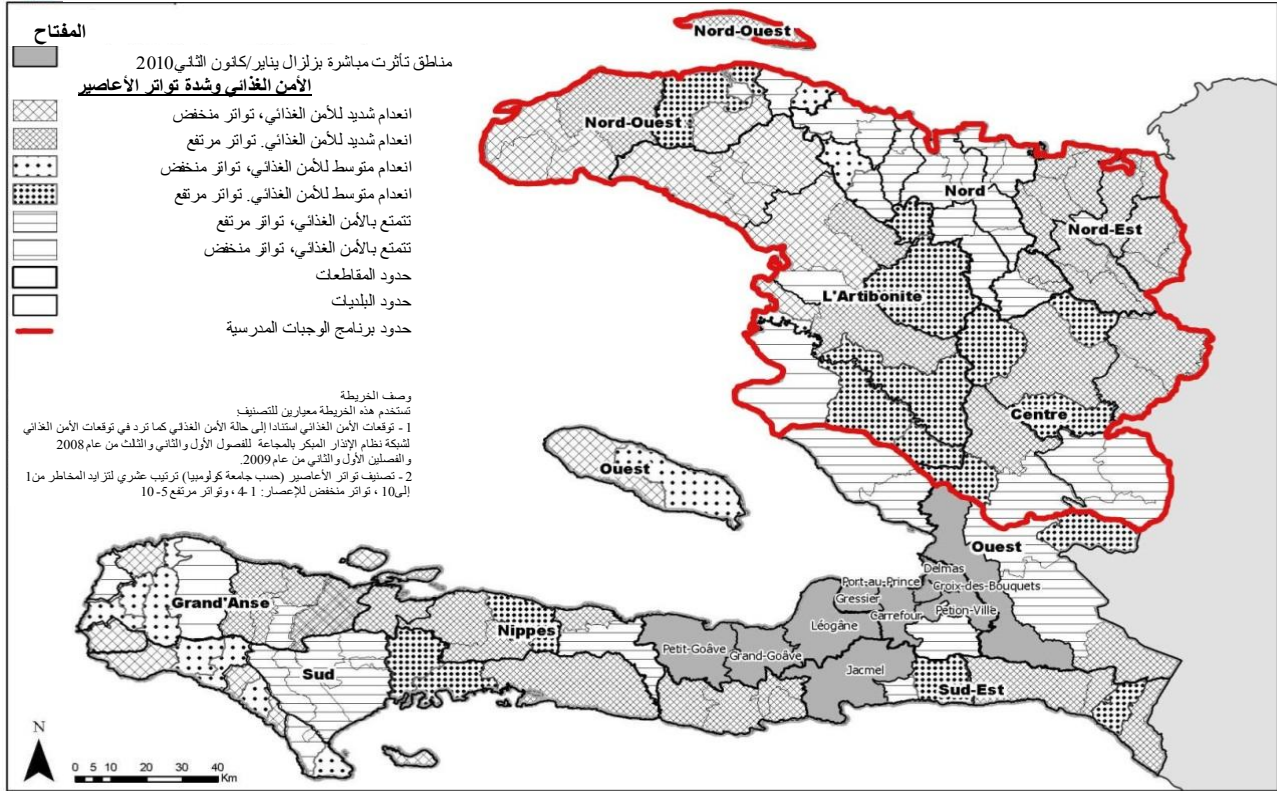 المفتاح
مناطق تأثرت مباشرة بزلزال يناير/كانون الثاني2010
الأمن الغذائي وشدة تواتر الأعاصير
انعدام شديد للأمن الغذائي، تواتر منخفض
انعدام شديد للأمن الغذائي. تواتر مرتفع
انعدام متوسط للأمن الغذائي، تواتر منخفض
انعدام متوسط للأمن الغذائي. تواتر مرتفع
تتمتع بالأمن الغذائي، تواتر مرتفع
تتمتع بالأمن الغذائي، تواتر منخفض
حدود المقاطعات
حدود البلديات
حدود برنامج الوجبات المدرسية
وصف الخريطة
تستخدم هذه الخريطة معيارين للتصنيف:
1 - توقعات الأمن الغذائي استنادا إلى حالة الأمن الغذائي كما ترد في توقعات الأمن الغذائي
لشبكة نظام الإنذار المبكر بالمجاعة للفصول الأول والثاني والثلث من عام 2008
والفصلين الأول والثاني من عام 2009.
2 - تصنيف تواتر الأعاصير (حسب جامعة كولومبيا) ترتيب عشري لتزايد المخاطر من1
إلى10 ، تواتر منخفض للإعصار: 1-4 ، وتواتر مرتفع 5-10
Nord-Ouest
Nord-Ouest
Nord
Nord-Est
L'Artibonite
Centre
Ouest
Ouest
Delmas
Port-au-Prince
Croix-des-Bouquets
Gressier
Carrefour
Pétion-Ville
Léogâne
Grand'Anse
Nippes
Petit-Goâve
Grand-Goâve
Jacmel
Sud
Sud-Est
N
0 5 10 20 30 40
Km